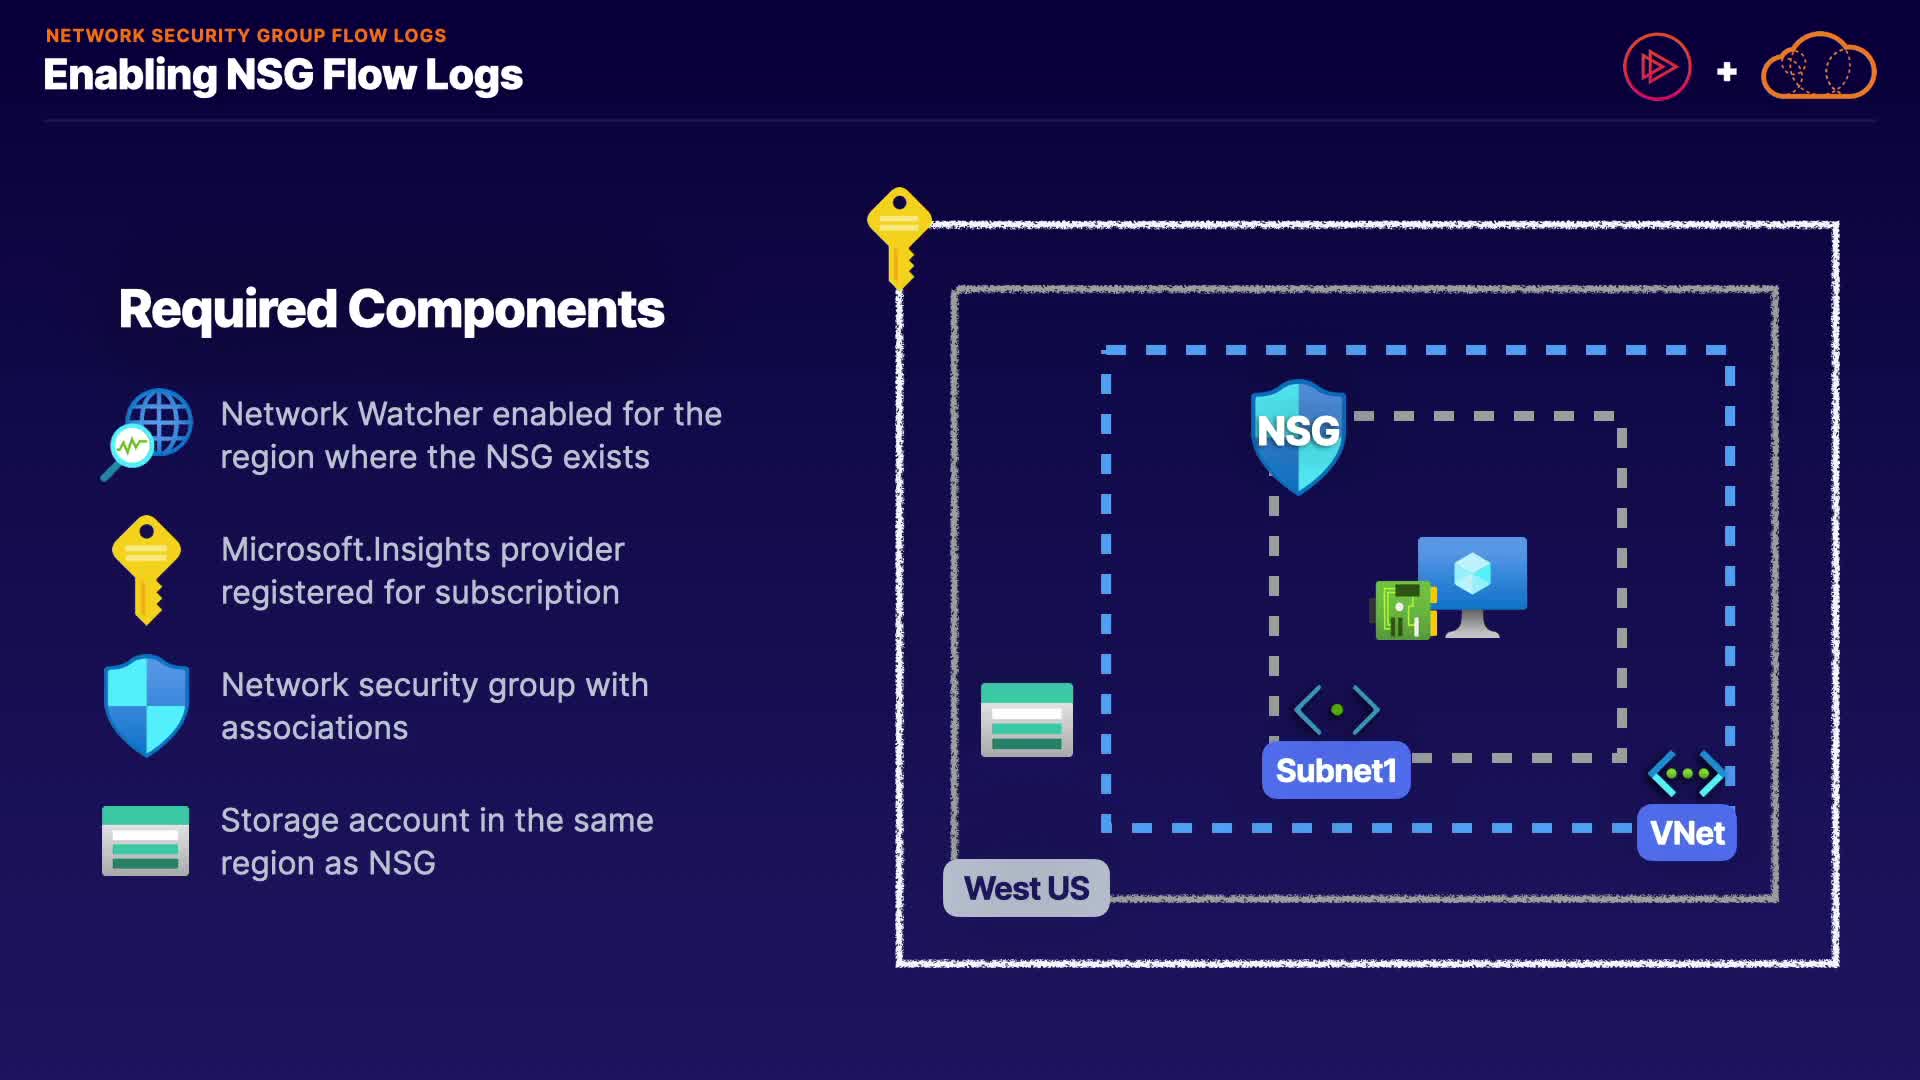 NETWORK SECURITY GROUP FLOW LOGS
Enabling NSG Flow Logs
Required Components
Network Watcher enabled for the
region where the NSG exists
Microsoft.Insights provider
registered for subscription
Network security group with
associations
Storage account in the same
region as NSG
NSG
Subnet1
VNet
West US